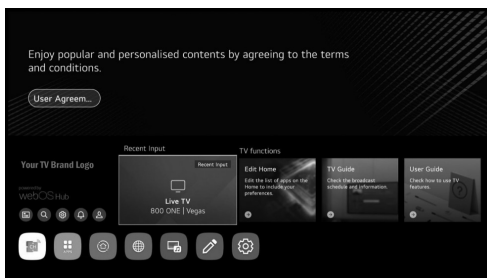 Enjoy popular and personalised contents by agreeing to the terms
and conditions.
User Agreem...
Recent Input
TV functions
Your TV Brand Logo
powered by
webOS Hub
Recent Input
Live TV
800 ONE | Vegas
Edit Home
Edit the list of apps on the
Home to include your
preferences.
TV Guide
Check the broadcast
schedule and information.
User Guide
Check how to use TV
features.
APPS